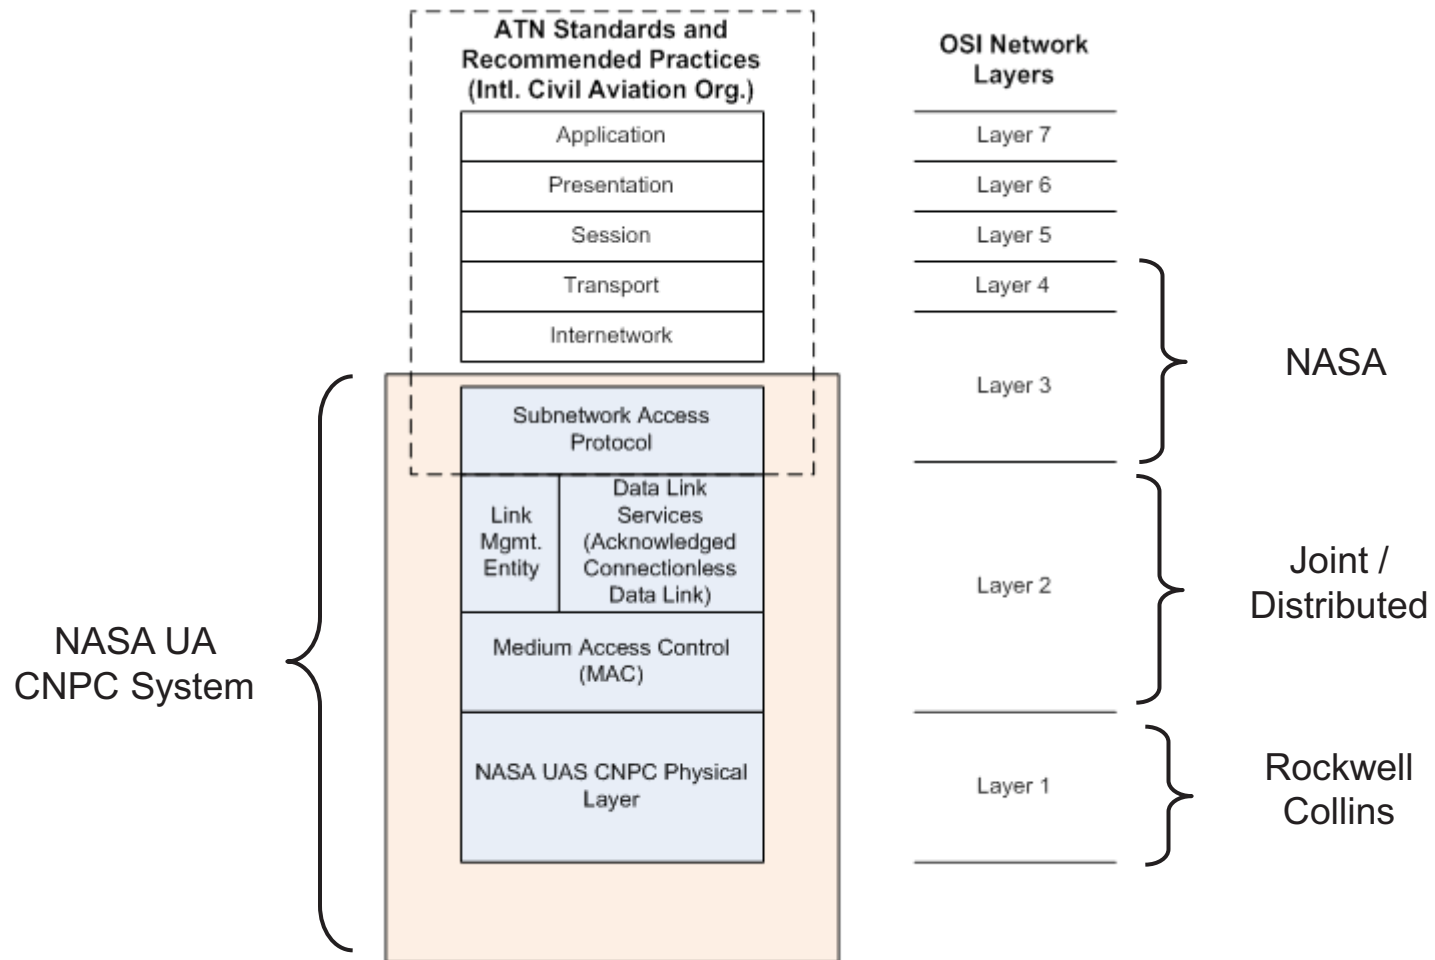 ATN Standards and
Recommended Practices
(Intl. Civil Aviation Org.)
Application
Presentation
Session
Transport
Internetwork
Subnetwork Access
Protocol
Link
Mgmt.
Entity
Data Link
Services
(Acknowledged
Connectionless
Data Link)
Medium Access Control
(MAC)
NASA UAS CNPC Physical
Layer
NASA UA
CNPC System
OSI Network
Layers
Layer 7
Layer 6
Layer 5
Layer 4
Layer 3
Layer 2
Layer 1
NASA
Joint /
Distributed
Rockwell
Collins